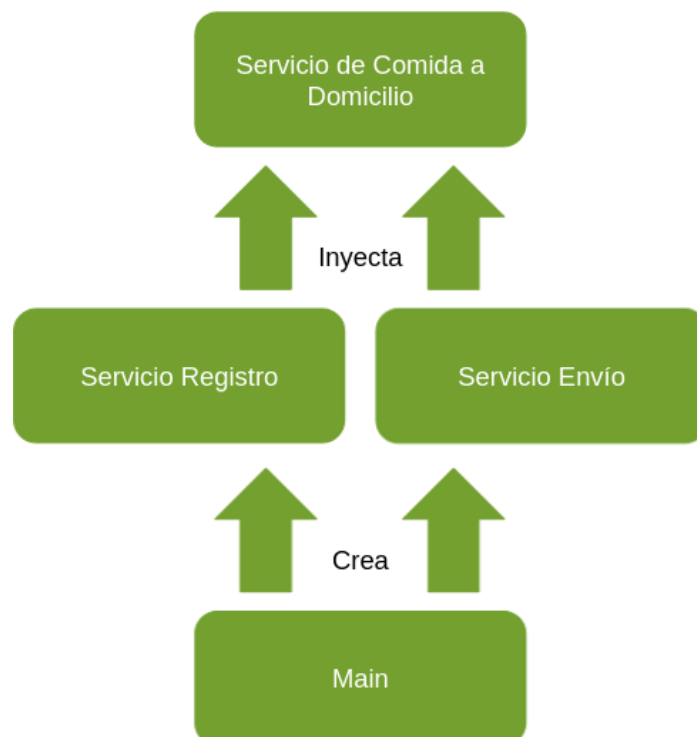 Servicio de Comida a
Domicilio
Inyecta
Servicio Registro
Servicio Envío
Crea
Main